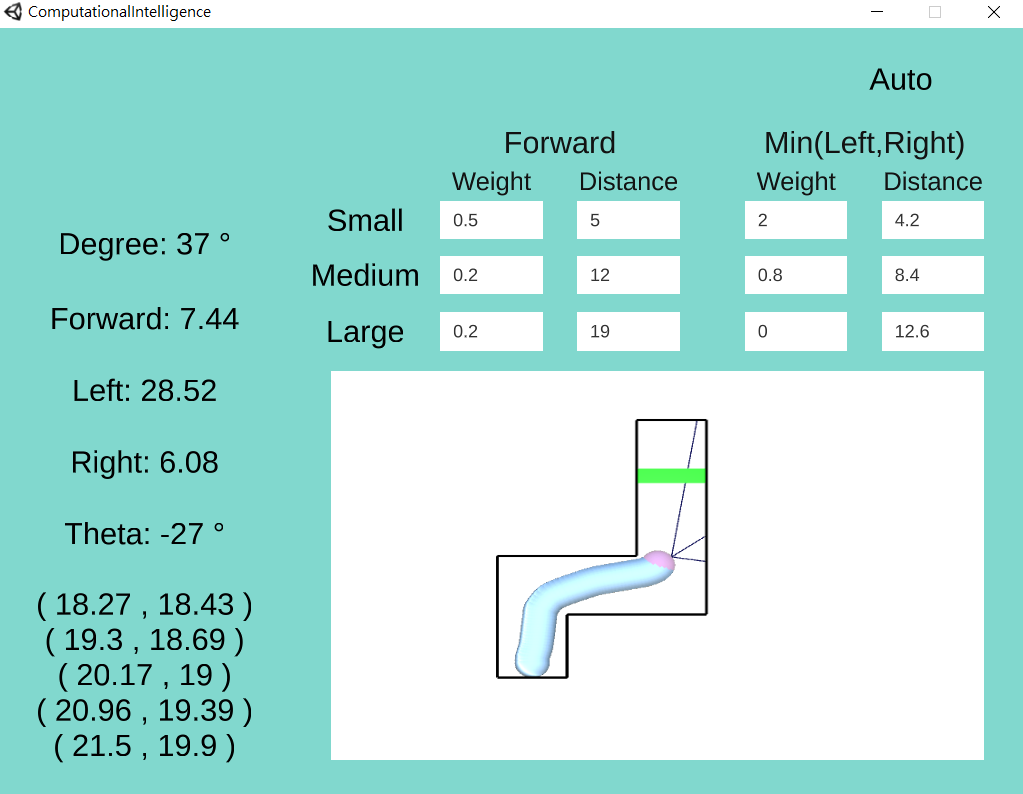 ComputationalIntelligence
Auto
Forward Min(Left,Right)
Weight Distance Weight Distance
Small 0.5 5 2 4.2
Medium 0.2 12 0.8 8.4
Large 0.2 19 0 12.6
Degree: 37 °
Forward: 7.44
Left: 28.52
Right: 6.08
Theta: -27 °
( 18.27 , 18.43 )
( 19.3 , 18.69 )
( 20.17 , 19 )
( 20.96 , 19.39 )
( 21.5 , 19.9 )